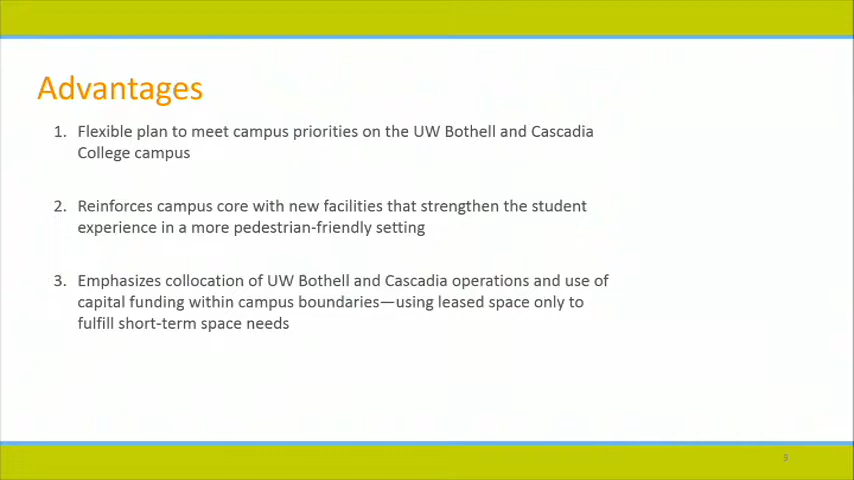 Advantages
1. Flexible plan to meet campus priorities on the UW Bothell and Cascadia
College campus
2. Reinforces campus core with new facilities that strengthen the student
experience in a more pedestrian-friendly setting
3. Emphasizes collocation of UW Bothell and Cascadia operations and use of
capital funding within campus boundaries—using leased space only to
fulfill short-term space needs
9